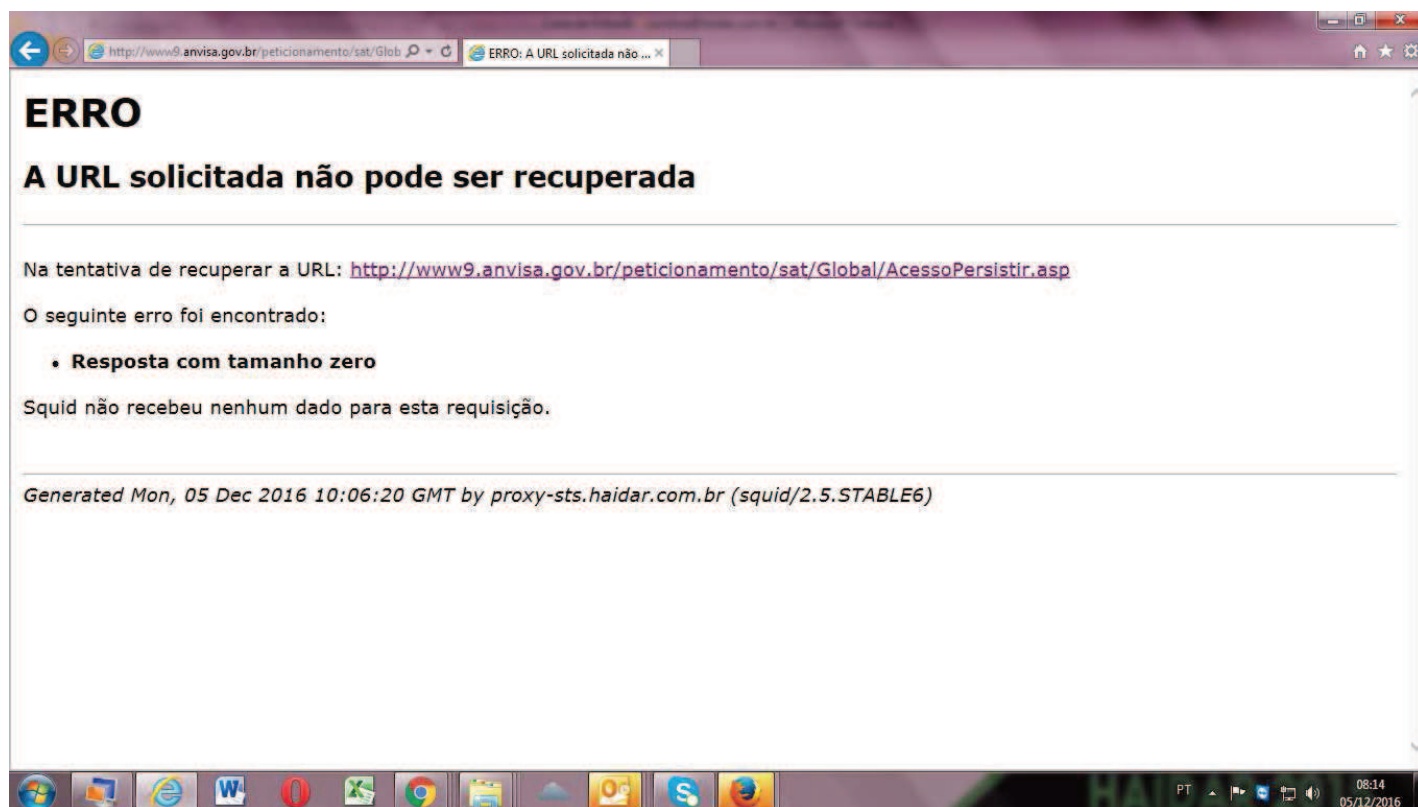 http://www9.anvisa.gov.br/peticionamento/sat/Glob
ERRO: A URL solicitada não ...
ERRO
A URL solicitada não pode ser recuperada
Na tentativa de recuperar a URL: http://www9.anvisa.gov.br/peticionamento/sat/Global/AcessoPersistir.asp
O seguinte erro foi encontrado:
• Resposta com tamanho zero
Squid não recebeu nenhum dado para esta requisição.
Generated Mon, 05 Dec 2016 10:06:20 GMT by proxy-sts.haidar.com.br (squid/2.5.STABLE6)
PT
08:14
05/12/2016